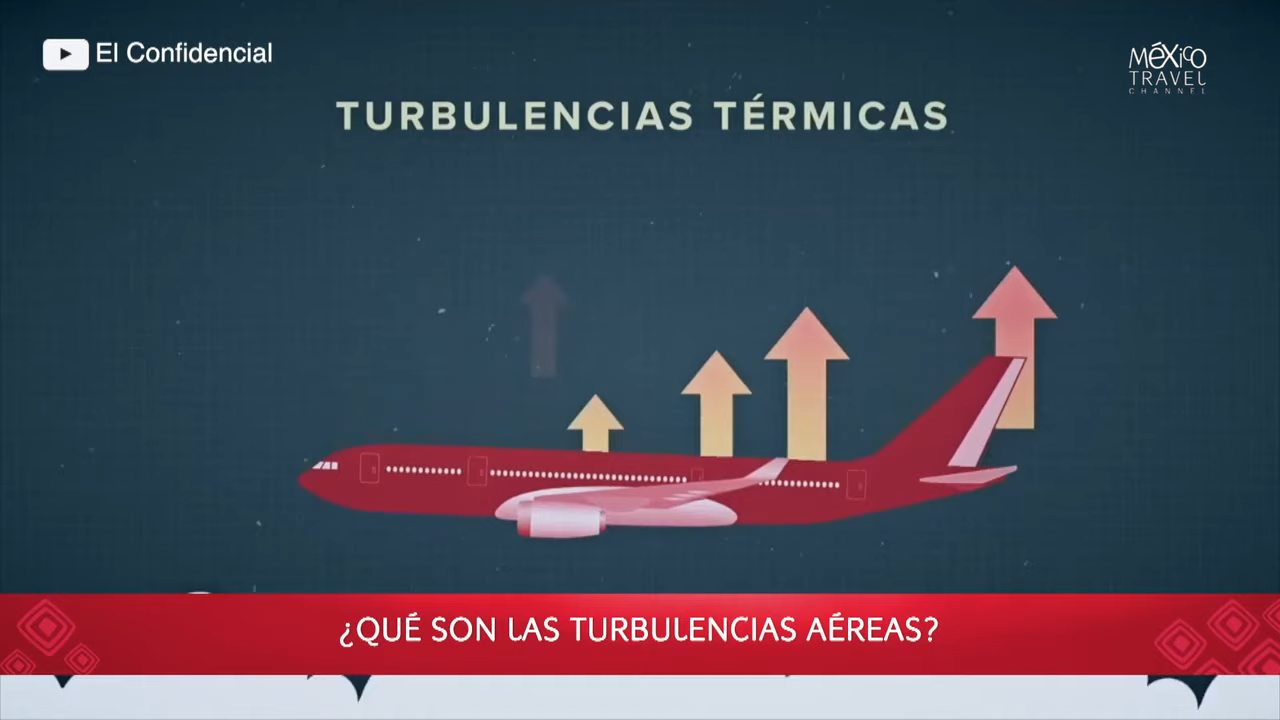 El Confidencial
MéXiCO
TRAVEL
CHANNEL
TURBULENCIAS TÉRMICAS
¿QUÉ SON LAS TURBULENCIAS AÉREAS?